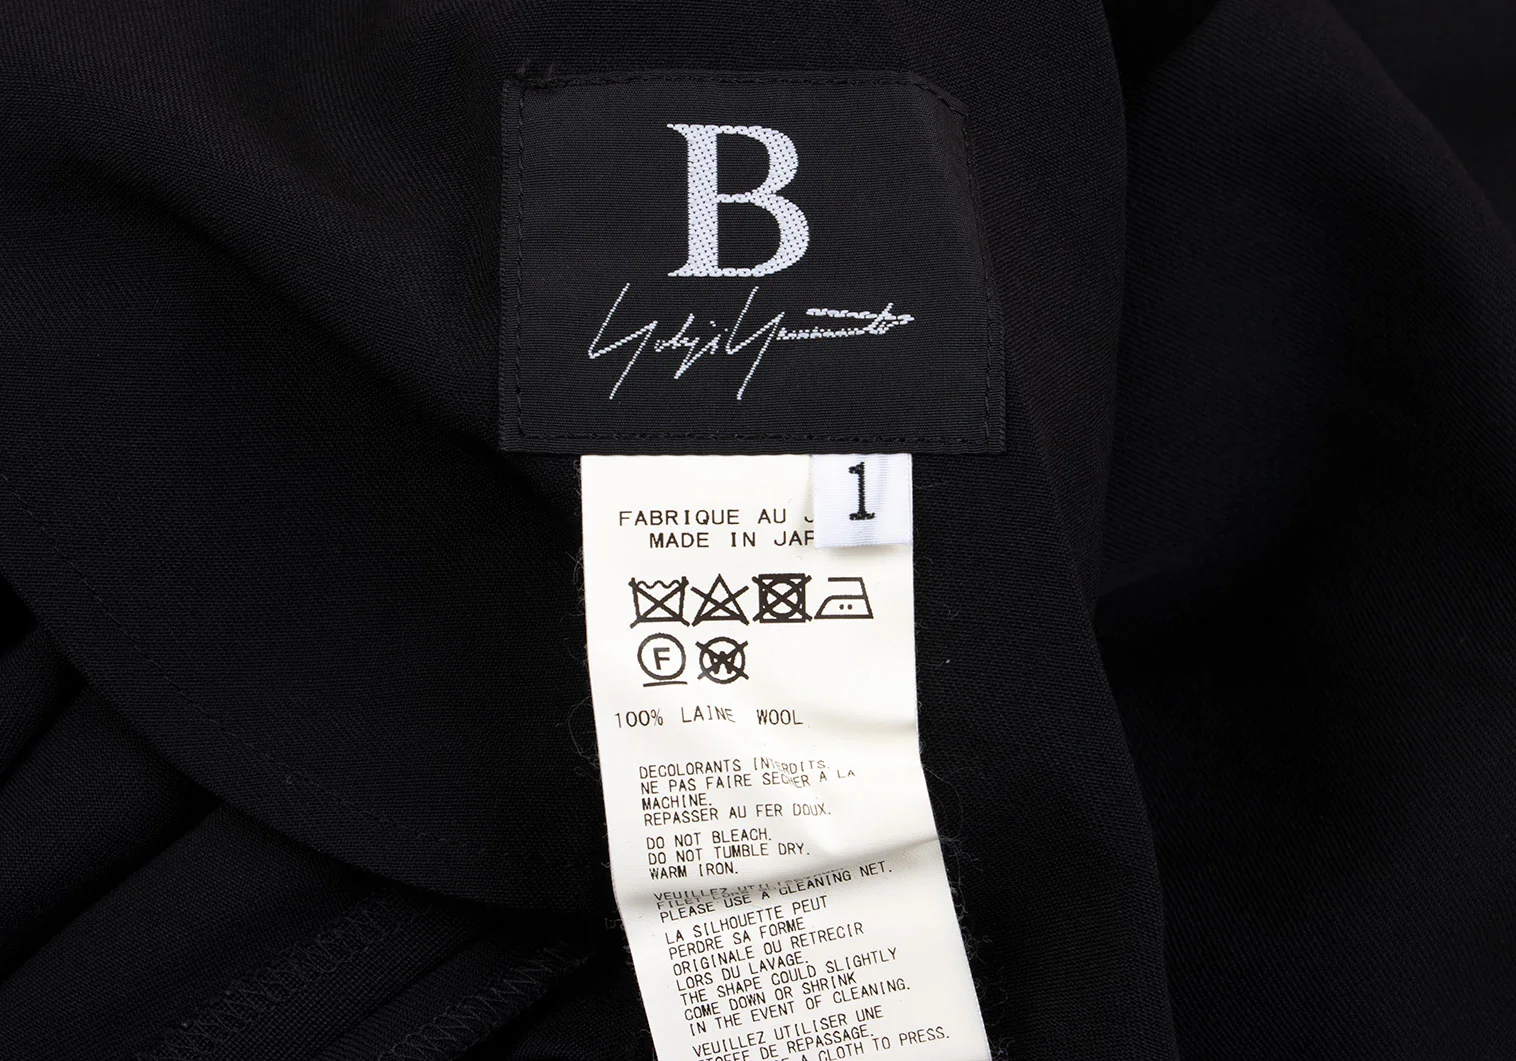 B
Yohji Yamamoto
1
FABRIQUE AU
MADE IN
F
W
100% LAINE WOOL
DECOLORANTS INTERDITS.
NE PAS FAIRE SECHER A LA
MACHINE.
REPASSER AU FER DOUX.
DO NOT BLEACH.
DO NOT TUMBLE DRY.
WARM IRON.
VEUILLEZ
PLEASE USE A CLEANING NET.
LA SILHOUETTE PEUT
PERDRE SA FORME
ORIGINALE OU RETRECIR
LORS DU LAVAGE.
THE SHAPE COULD SLIGHTLY
COME DOWN OR SHRINK
IN THE EVENT OF CLEANING.
VEUILLEZ UTILISER UNE
DE REPASSAGE.
A CLOTH TO PRESS.